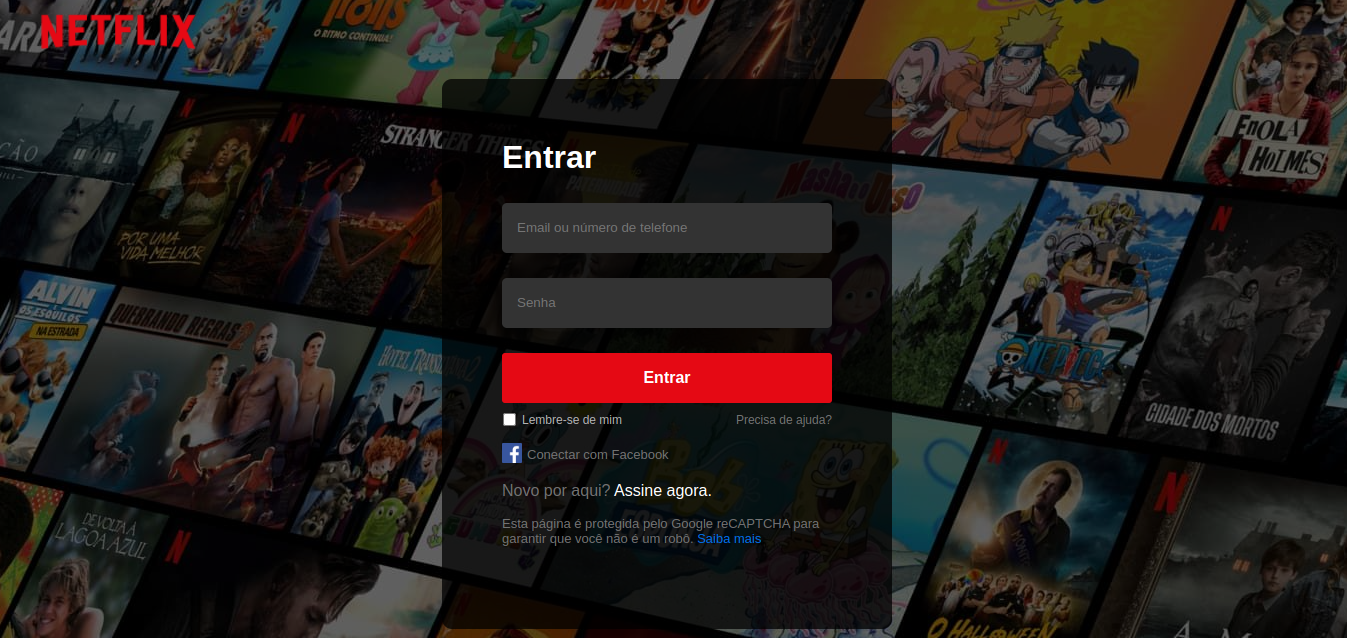 NETFLIX
O RITMO CONTINUA!
ENOLA
HOLMES
STRANGER THINGS
Masha e o Urso
POR UMA
VIDA MELHOR
ALVIN E
OS ESQUILOS
NA ESTRADA
QUEBRANDO REGRAS 2
HOTEL TRANSILVÂNIA 2
ONE PIECE
CIDADE DOS MORTOS
DE VOLTA À
LAGOA AZUL
Bob
ESPONJA
O HALLOWEEN
Entrar
Email ou número de telefone
Senha
Entrar
Lembre-se de mim
Precisa de ajuda?
Conectar com Facebook
Novo por aqui? Assine agora.
Esta página é protegida pelo Google reCAPTCHA para
garantir que você não é um robô. Saiba mais